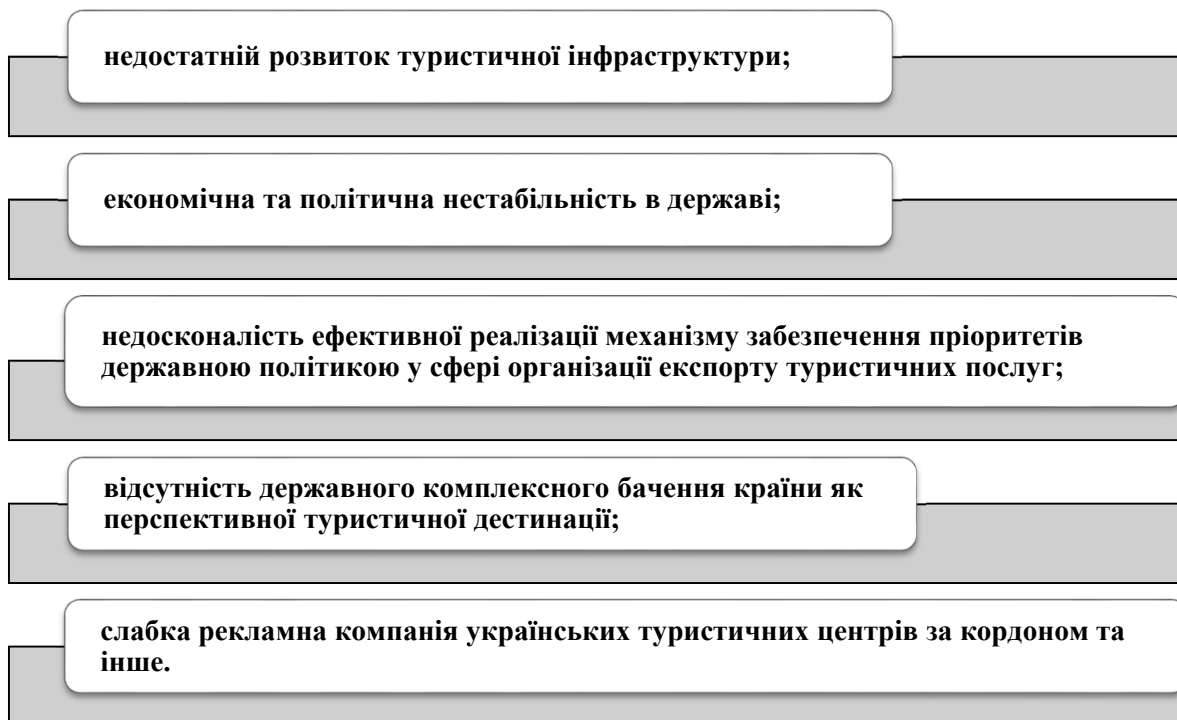 недостатній розвиток туристичної інфраструктури;
економічна та політична нестабільність в державі;
недосконалість ефективної реалізації механізму забезпечення пріоритетів
державною політикою у сфері організації експорту туристичних послуг;
відсутність державного комплексного бачення країни як
перспективної туристичної дестинації;
слабка рекламна компанія українських туристичних центрів за кордоном та
інше.